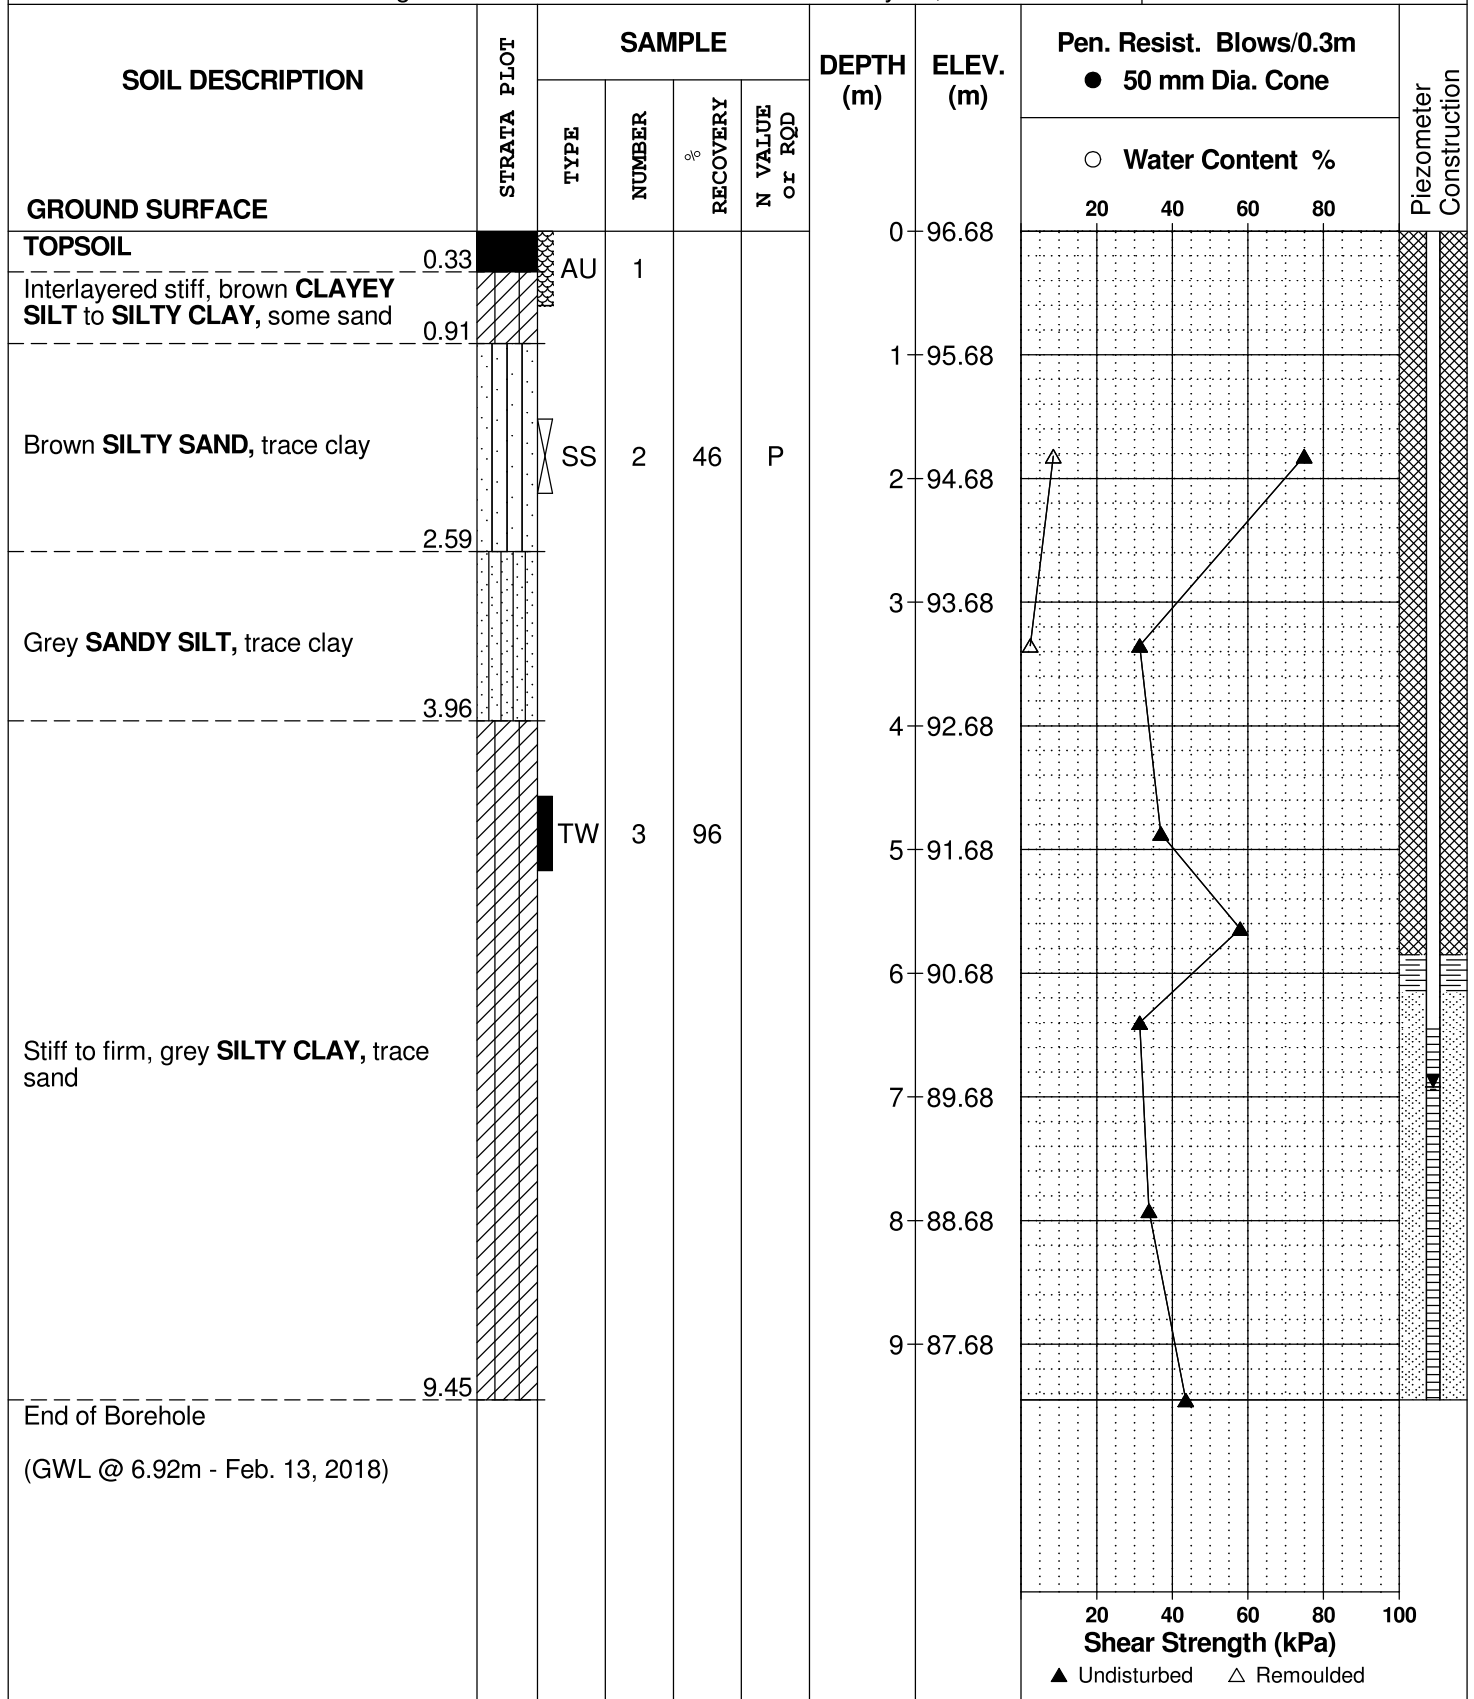 SOIL DESCRIPTION
GROUND SURFACE
STRATA PLOT
SAMPLE
TYPE
NUMBER
%
RECOVERY
N VALUE
or RQD
DEPTH
(m)
ELEV.
(m)
Pen. Resist. Blows/0.3m
● 50 mm Dia. Cone
○ Water Content %
20 40 60 80
Piezometer
Construction
TOPSOIL
0.33
Interlayered stiff, brown CLAYEY
SILT to SILTY CLAY, some sand
0.91
AU 1
0 96.68
1 95.68
Brown SILTY SAND, trace clay
SS 2 46 P
2 94.68
2.59
3 93.68
Grey SANDY SILT, trace clay
3.96
4 92.68
TW 3 96
5 91.68
6 90.68
Stiff to firm, grey SILTY CLAY, trace
sand
7 89.68
8 88.68
9 87.68
9.45
End of Borehole
(GWL @ 6.92m - Feb. 13, 2018)
20 40 60 80 100
Shear Strength (kPa)
▲ Undisturbed △ Remoulded